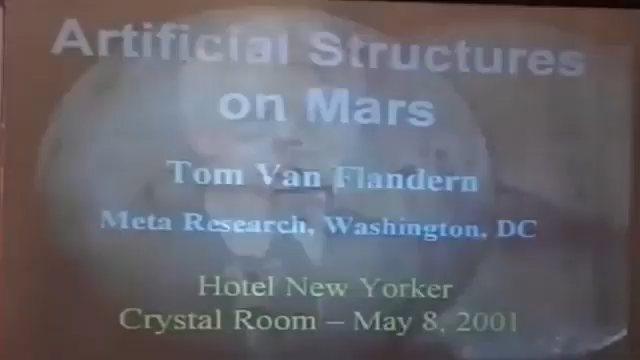 Artificial Structures
on Mars
Tom Van Flandern
Meta Research, Washington, DC
Hotel New Yorker
Crystal Room – May 8, 2001